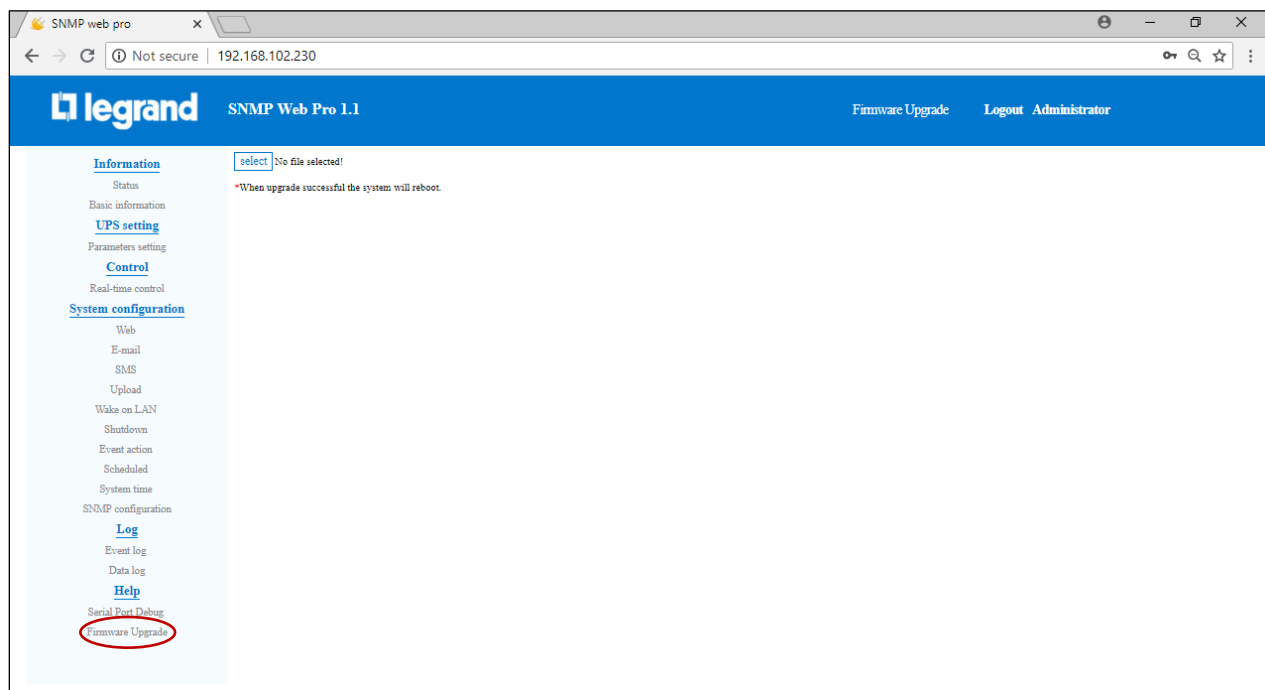 SNMP web pro
Not secure | 192.168.102.230
legrand SNMP Web Pro 1.1 Firmware Upgrade Logout Administrator
Information
Status
Basic information
UPS setting
Parameters setting
Control
Real-time control
System configuration
Web
E-mail
SMS
Upload
Wake on LAN
Shutdown
Event action
Scheduled
System time
SNMP configuration
Log
Event log
Data log
Help
Serial Port Debug
Firmware Upgrade
select No file selected!
*When upgrade successful the system will reboot.